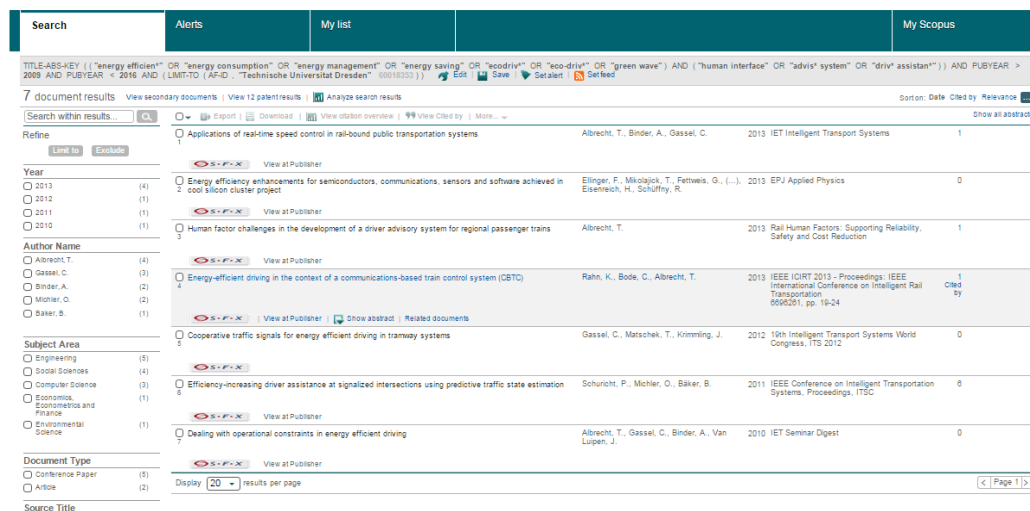 Search
Alerts
My list
My Scopus
TITLE-ABS-KEY ( ( "energy efficien*" OR "energy consumption" OR "energy management" OR "energy saving" OR "ecodriv*" OR "eco-driv*" OR "green wave" ) AND ( "human interface" OR "advis* system" OR "driv* assistan*" ) ) AND PUBYEAR >
2009 AND PUBYEAR < 2016 AND ( LIMIT-TO ( AF-ID , "Technische Universitat Dresden" 60018353 ) ) Edit | Save | Set alert | Set feed
7 document results View secondary documents | View 12 patent results | Analyze search results
Sort on: Date Cited by Relevance ...
Search within results...
Export | Download | View citation overview | View Cited by | More...
Show all abstract
Refine
Limit to Exclude
Year
2013 (4)
2012 (1)
2011 (1)
2010 (1)
Author Name
Albrecht, T. (4)
Gassel, C. (3)
Binder, A. (2)
Michler, O. (2)
Baker, B. (1)
Subject Area
Engineering (5)
Social Sciences (4)
Computer Science (3)
Economics, (1)
Econometrics and
Finance
Environmental (1)
Science
Document Type
Conference Paper (5)
Article (2)
Source Title
Applications of real-time speed control in rail-bound public transportation systems Albrecht, T., Binder, A., Gassel, C. 2013 IET Intelligent Transport Systems 1
1
S·F·X View at Publisher
Energy efficiency enhancements for semiconductors, communications, sensors and software achieved in Ellinger, F., Mikolajick, T., Fettweis, G., (...), 2013 EPJ Applied Physics 0
2 cool silicon cluster project Eisenreich, H., Schüffny, R.
S·F·X View at Publisher
Human factor challenges in the development of a driver advisory system for regional passenger trains Albrecht, T. 2013 Rail Human Factors: Supporting Reliability, 1
3 Safety and Cost Reduction
S·F·X View at Publisher
Energy-efficient driving in the context of a communications-based train control system (CBTC) Rahn, K., Bode, C., Albrecht, T. 2013 IEEE ICIRT 2013 - Proceedings: IEEE 1
4 International Conference on Intelligent Rail Cited
Transportation by
6696261, pp. 19-24
S·F·X | View at Publisher | Show abstract | Related documents
Cooperative traffic signals for energy efficient driving in tramway systems Gassel, C., Matschek, T., Krimmling, J. 2012 19th Intelligent Transport Systems World 0
5 Congress, ITS 2012
S·F·X
Efficiency-increasing driver assistance at signalized intersections using predictive traffic state estimation Schuricht, P., Michler, O., Bäker, B. 2011 IEEE Conference on Intelligent Transportation 6
6 Systems, Proceedings, ITSC
S·F·X View at Publisher
Dealing with operational constraints in energy efficient driving Albrecht, T., Gassel, C., Binder, A., Van 2010 IET Seminar Digest 0
7 Luipen, J.
S·F·X View at Publisher
Display 20 results per page
< Page 1 >